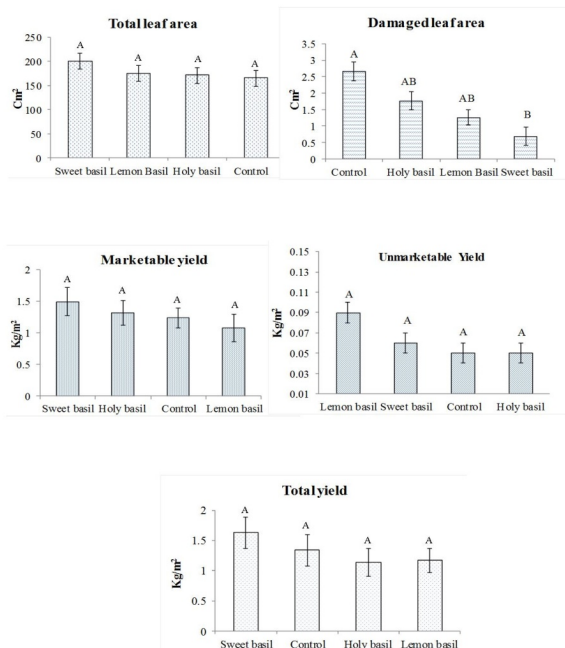 Total leaf area
250
200
150
100
50
0
Cm²
A
A
A
A
Sweet basil Lemon Basil Holy basil Control
Damaged leaf area
3.5
3
2.5
2
1.5
1
0.5
0
Cm²
A
AB
AB
B
Control Holy basil Lemon Basil Sweet basil
Marketable yield
2
1.5
1
0.5
0
Kg/m²
A
A
A
A
Sweet basil Holy basil Control Lemon basil
Unmarketable Yield
0.15
0.13
0.11
0.09
0.07
0.05
0.03
0.01
Kg/m²
A
A
A
A
Lemon basil Sweet basil Control Holy basil
Total yield
2
1.5
1
0.5
0
Kg/m²
A
A
A
A
Sweet basil Control Holy basil Lemon basil